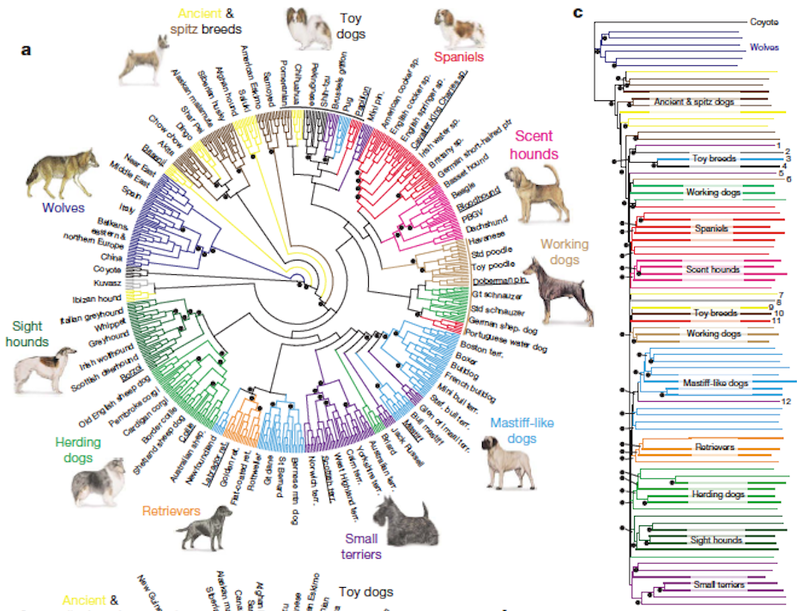 a
Ancient &
spitz breeds
Toy
dogs
Spaniels
Scent
hounds
Working
dogs
Mastiff-like
dogs
Small
terriers
Retrievers
Herding
dogs
Sight
hounds
Wolves
Alaskan malamute
Siberian husky
Afghan hound
Saluki
American Eskimo
Samoyed
Pomeranian
Chihuahua
Pekingese
Shih-tzu
Brussels griffon
Pug
Papillon
Mini pin.
American cocker sp.
English cocker sp.
English springer sp.
Cavalier King Charles sp.
Irish water sp.
Brittany sp.
German short-haired ptr
Basset hound
Beagle
Bloodhound
PBGV
Dachshund
Havanese
Std poodle
Toy poodle
Doberman pin.
Gt schnauzer
Std schnauzer
German shep. dog
Portuguese water dog
Boston terr.
Boxer
Bulldog
French bulldog
Mini bull terr.
Staf. bull terr.
Bull mastiff
Mastiff
Jack Russell
Briard
Australian terr.
Yorkshire terr.
Cairn terr.
West Highland terr.
Scottish terr.
Norwich terr.
Bernese mtn dog
St Bernard
Gt dane
Rottweiler
Flat-coated ret.
Golden ret.
Labrador ret.
Newfoundland
Australian shep.
Collie
Shetland sheep dog
Border collie
Cardigan corgi
Pembroke corgi
Old English sheep dog
Borzoi
Scottish deerhound
Irish wolfhound
Greyhound
Whippet
Italian greyhound
Ibizan hound
Kuvasz
Coyote
China
Balkans,
eastern &
northern Europe
Italy
Spain
Middle East
Near East
Basenji
Akita
Chow chow
Dingo
Shar Pei
Ancient &
Toy dogs
c
Coyote
Wolves
Ancient & spitz dogs
1
2
Toy breeds
3
4
5
6
Working dogs
Spaniels
Scent hounds
7
8
9
Toy breeds
10
11
Working dogs
Mastiff-like dogs
12
Retrievers
Herding dogs
Sight hounds
Small terriers